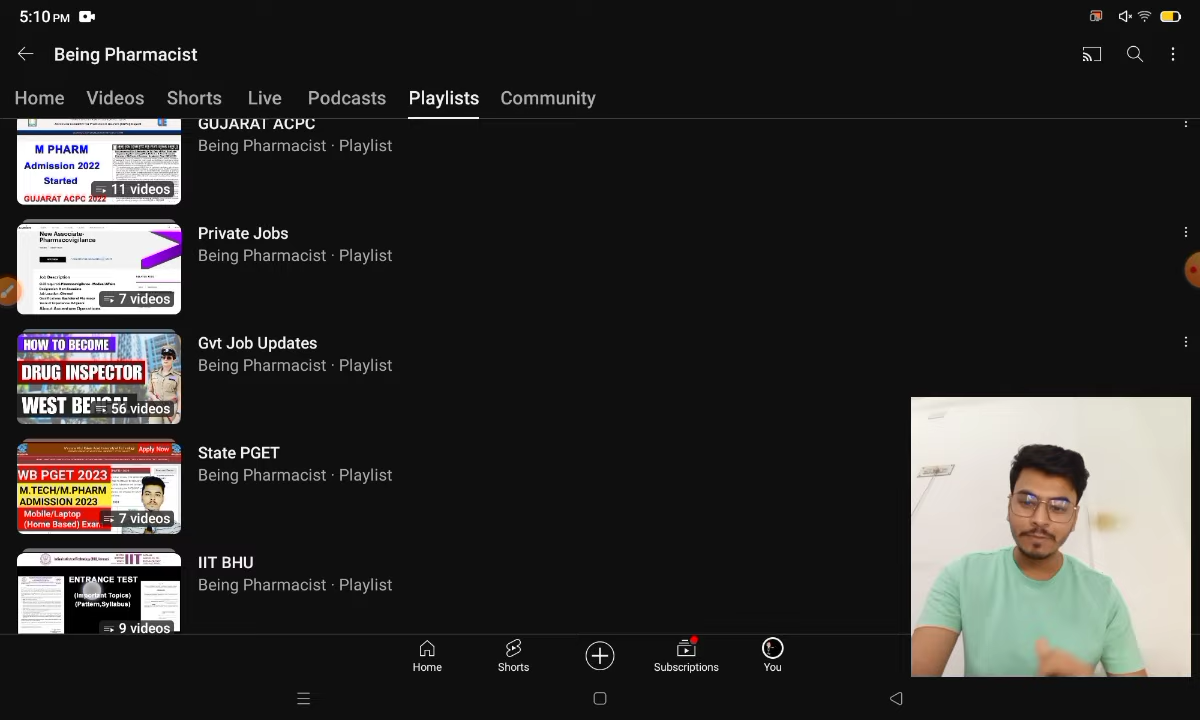 5:10 PM
Being Pharmacist
Home Videos Shorts Live Podcasts Playlists Community
GUJARAT ACPC
Being Pharmacist · Playlist
M PHARM
Admission 2022
Started
GUJARAT ACPC 2022
11 videos
Private Jobs
Being Pharmacist · Playlist
New Associate-
Pharmacovigilance
Job Description
7 videos
Gvt Job Updates
Being Pharmacist · Playlist
HOW TO BECOME
DRUG INSPECTOR
WEST BENGAL
56 videos
State PGET
Being Pharmacist · Playlist
Apply Now
WB PGET 2023
M.TECH/M.PHARM
ADMISSION 2023
Mobile/Laptop
(Home Based) Exam
7 videos
IIT BHU
Being Pharmacist · Playlist
IIT
ENTRANCE TEST
(Important Topics)
(Pattern,Syllabus)
9 videos
Home Shorts Subscriptions You